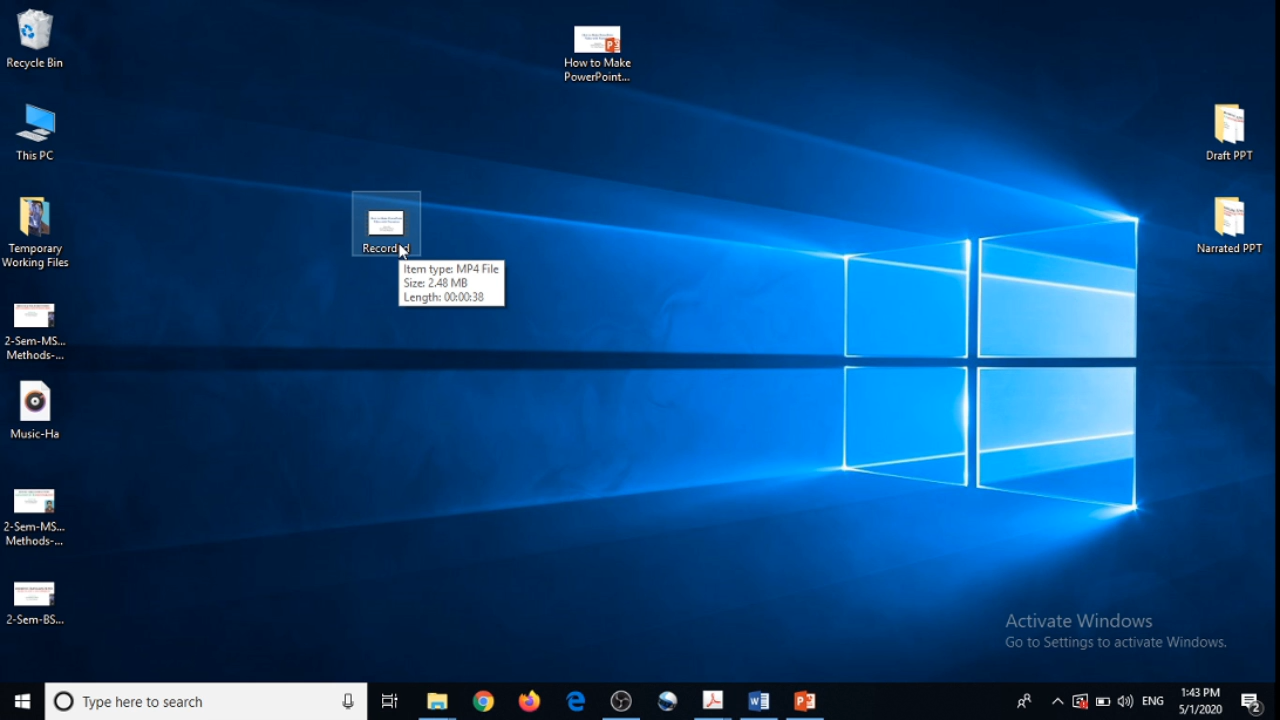 Recycle Bin
This PC
Temporary
Working Files
2-Sem-MS...
Methods-...
Music-Ha
2-Sem-MS...
Methods-...
2-Sem-BS...
How to Make
PowerPoint...
Recorded
Item type: MP4 File
Size: 2.48 MB
Length: 00:00:38
Draft PPT
Narrated PPT
Activate Windows
Go to Settings to activate Windows.
Type here to search
ENG
1:43 PM
5/1/2020
2